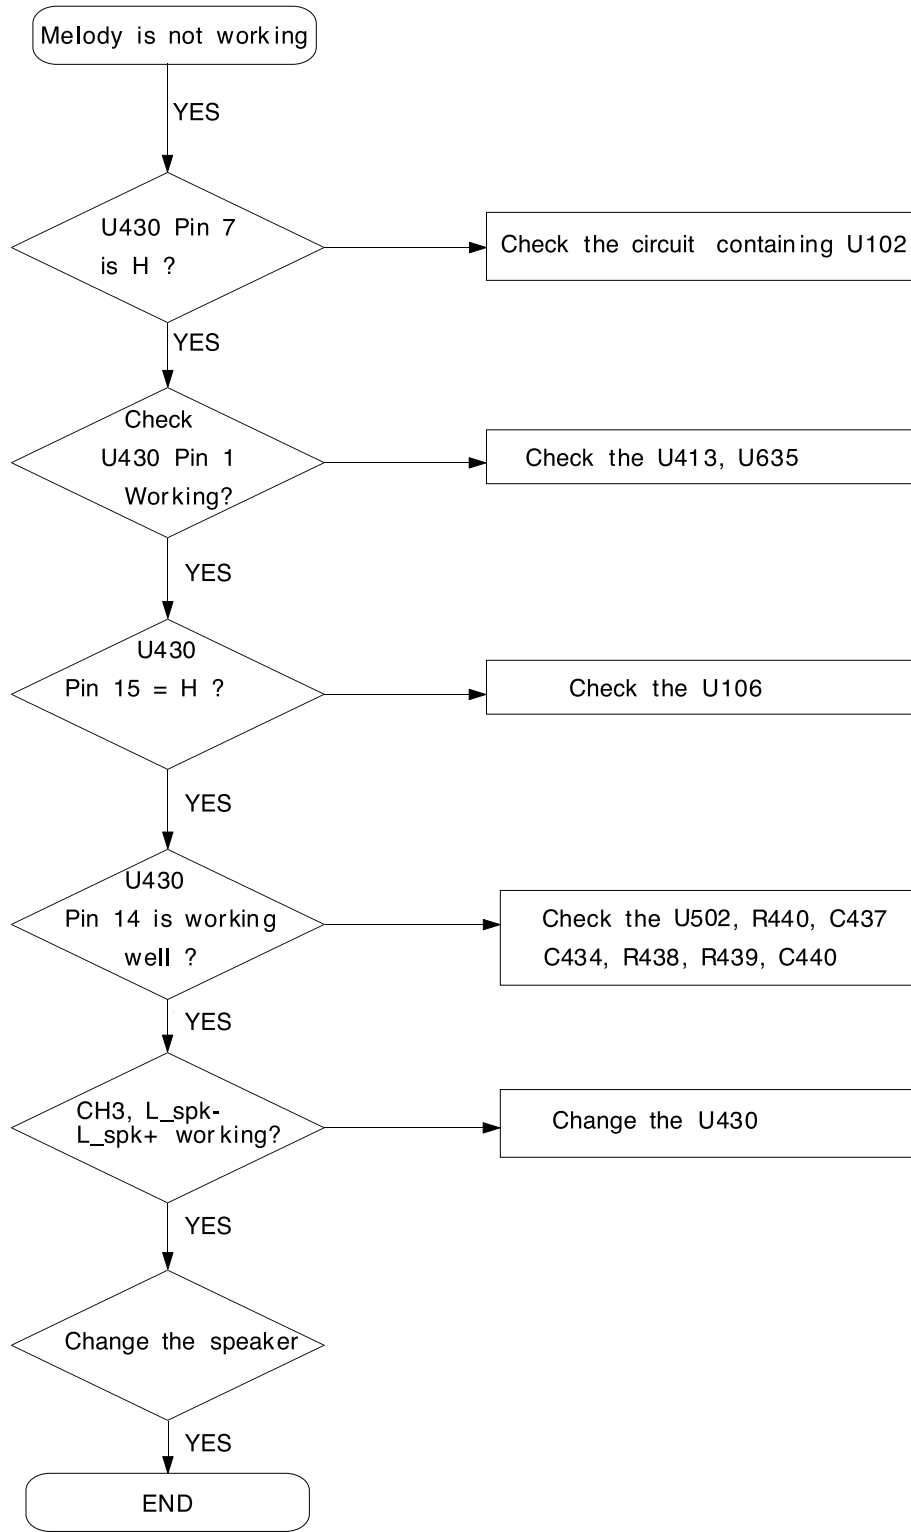 Melody is not working
YES
U430 Pin 7
is H ?
Check the circuit containing U102
YES
Check
U430 Pin 1
Working?
Check the U413, U635
YES
U430
Pin 15 = H ?
Check the U106
YES
U430
Pin 14 is working
well ?
Check the U502, R440, C437
C434, R438, R439, C440
YES
CH3, L_spk-
L_spk+ working?
Change the U430
YES
Change the speaker
YES
END